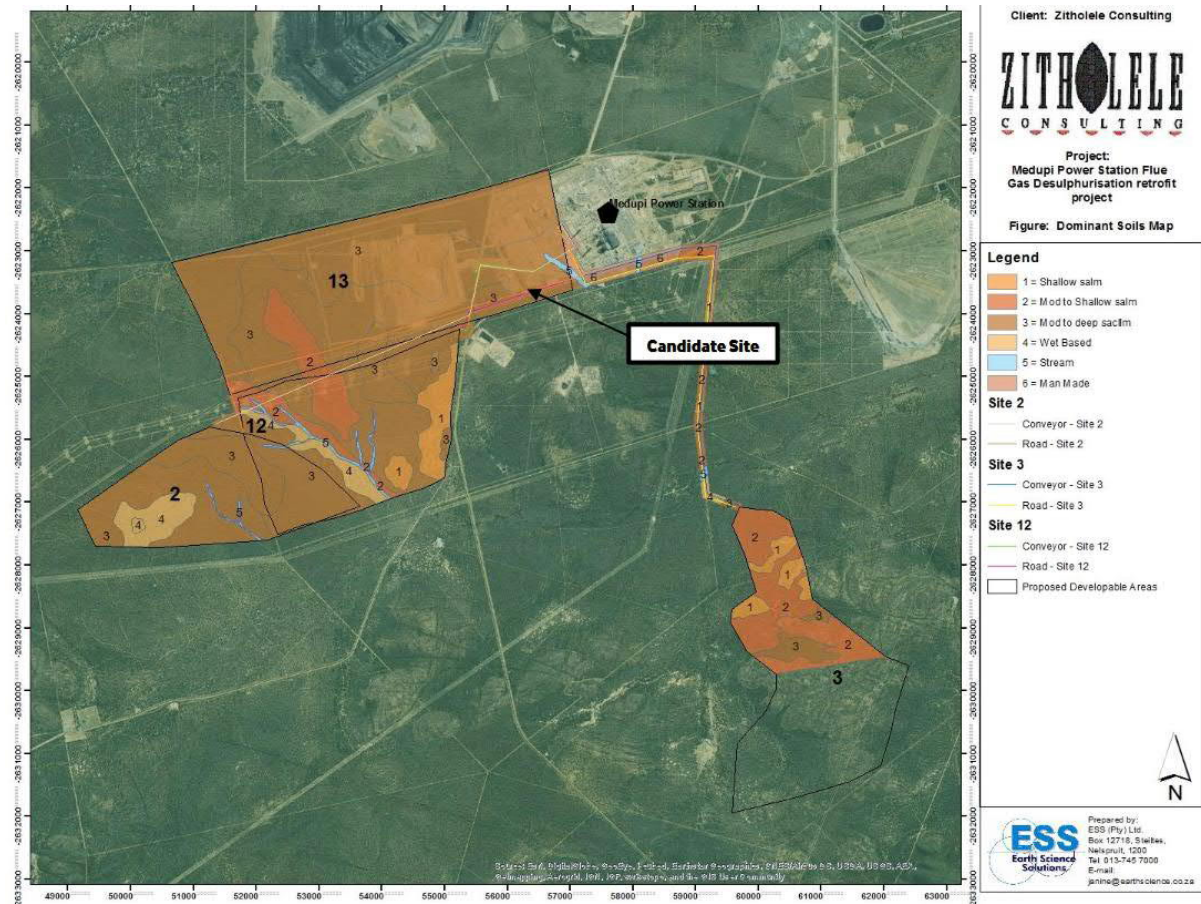 Client: Zitholele Consulting
ZITHOLELE
CONSULTING
Project:
Medupi Power Station Flue
Gas Desulphurisation retrofit
project
Figure: Dominant Soils Map
Legend
1 = Shallow salm
2 = Mod to Shallow salm
3 = Mod to deep sacllm
4 = Wet Based
5 = Stream
6 = Man Made
Site 2
Conveyor - Site 2
Road - Site 2
Site 3
Conveyor - Site 3
Road - Site 3
Site 12
Conveyor - Site 12
Road - Site 12
Proposed Developable Areas
N
ESS
Earth Science
Solutions
Prepared by:
ESS (Pty) Ltd.
Box 12718, Steiltes,
Nelspruit, 1200
Tel: 013-746 7000
E-mail:
janine@earthscience.co.za
Medupi Power Station
Candidate Site
13
12
2
3
-2620000
-2621000
-2622000
-2623000
-2624000
-2625000
-2626000
-2627000
-2628000
-2629000
-2630000
-2631000
-2632000
-2633000
49000 50000 51000 52000 53000 54000 55000 56000 57000 58000 59000 60000 61000 62000 63000